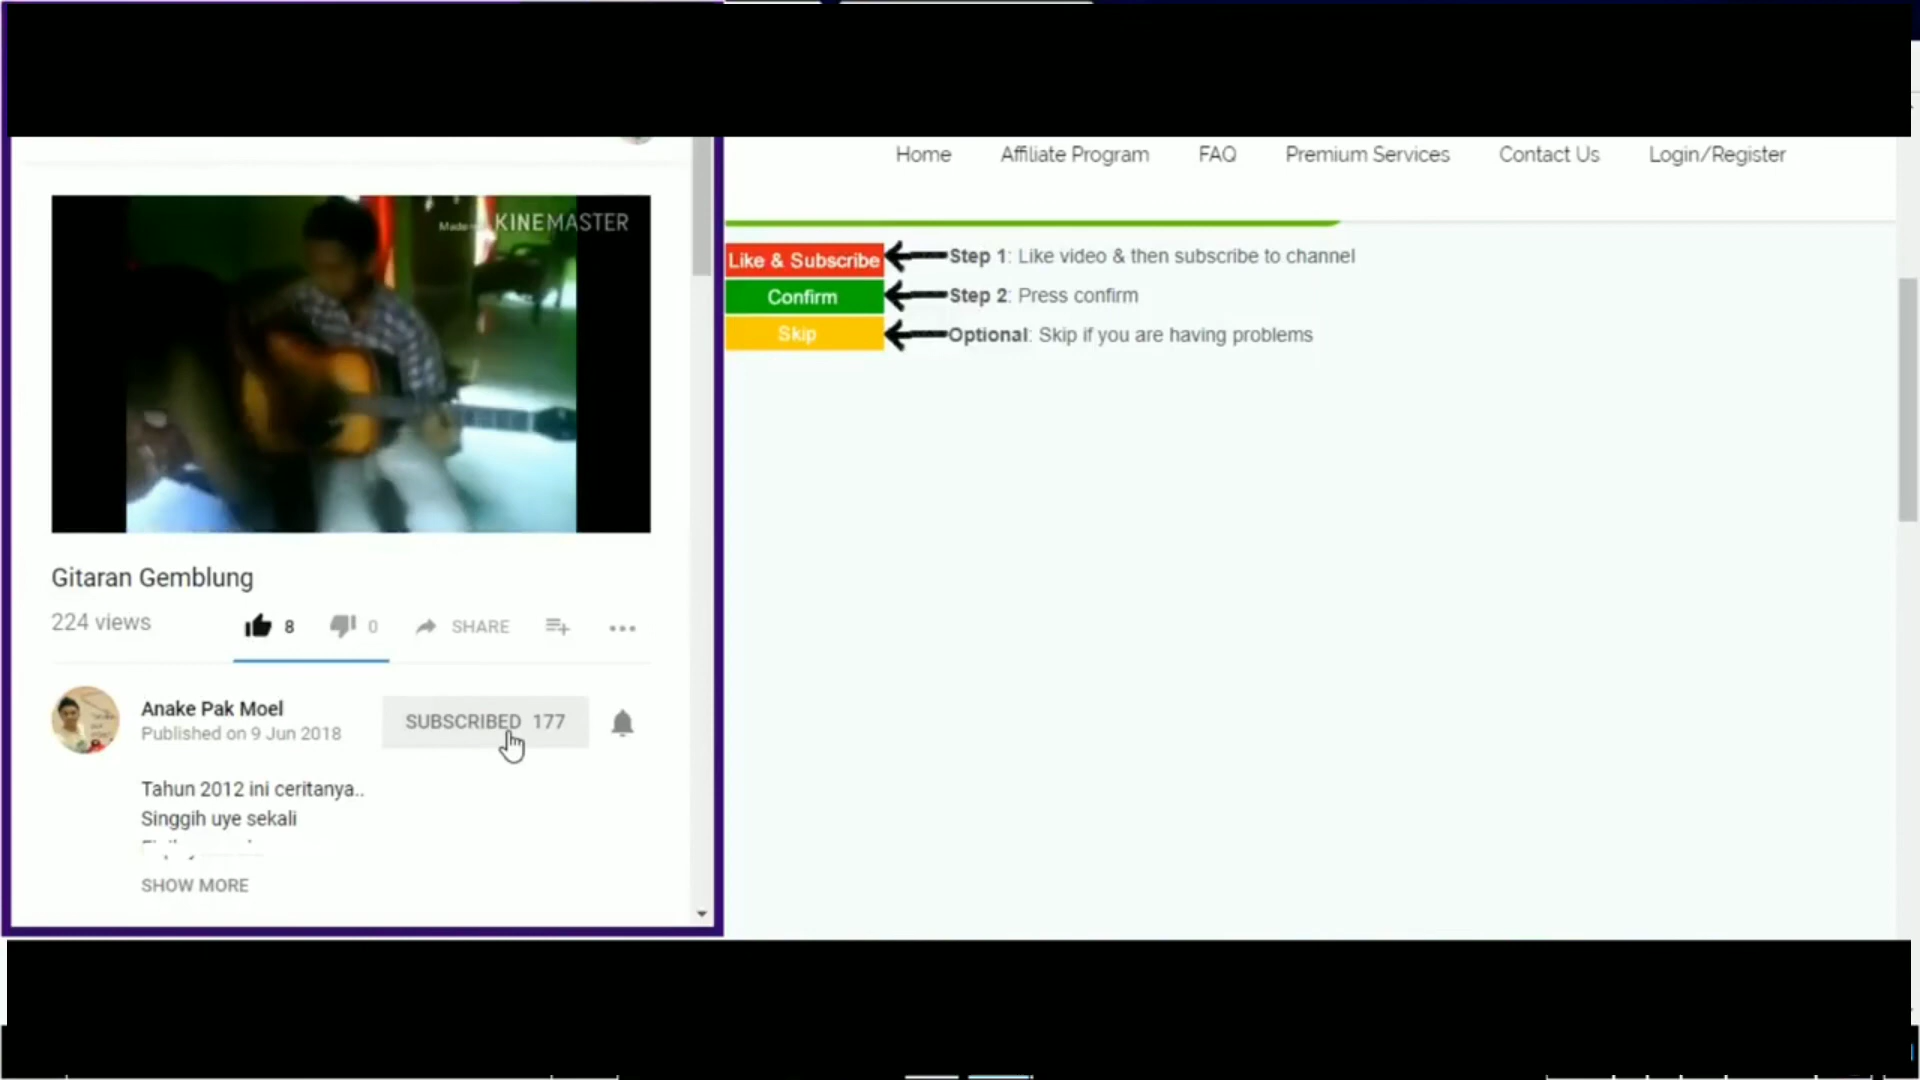 Home Affiliate Program FAQ Premium Services Contact Us Login/Register
KINEMASTER
Gitaran Gemblung
224 views
8 0 SHARE
Anake Pak Moel
Published on 9 Jun 2018
SUBSCRIBED 177
Tahun 2012 ini ceritanya..
Singgih uye sekali
SHOW MORE
Like & Subscribe Step 1: Like video & then subscribe to channel
Confirm Step 2: Press confirm
Skip Optional: Skip if you are having problems